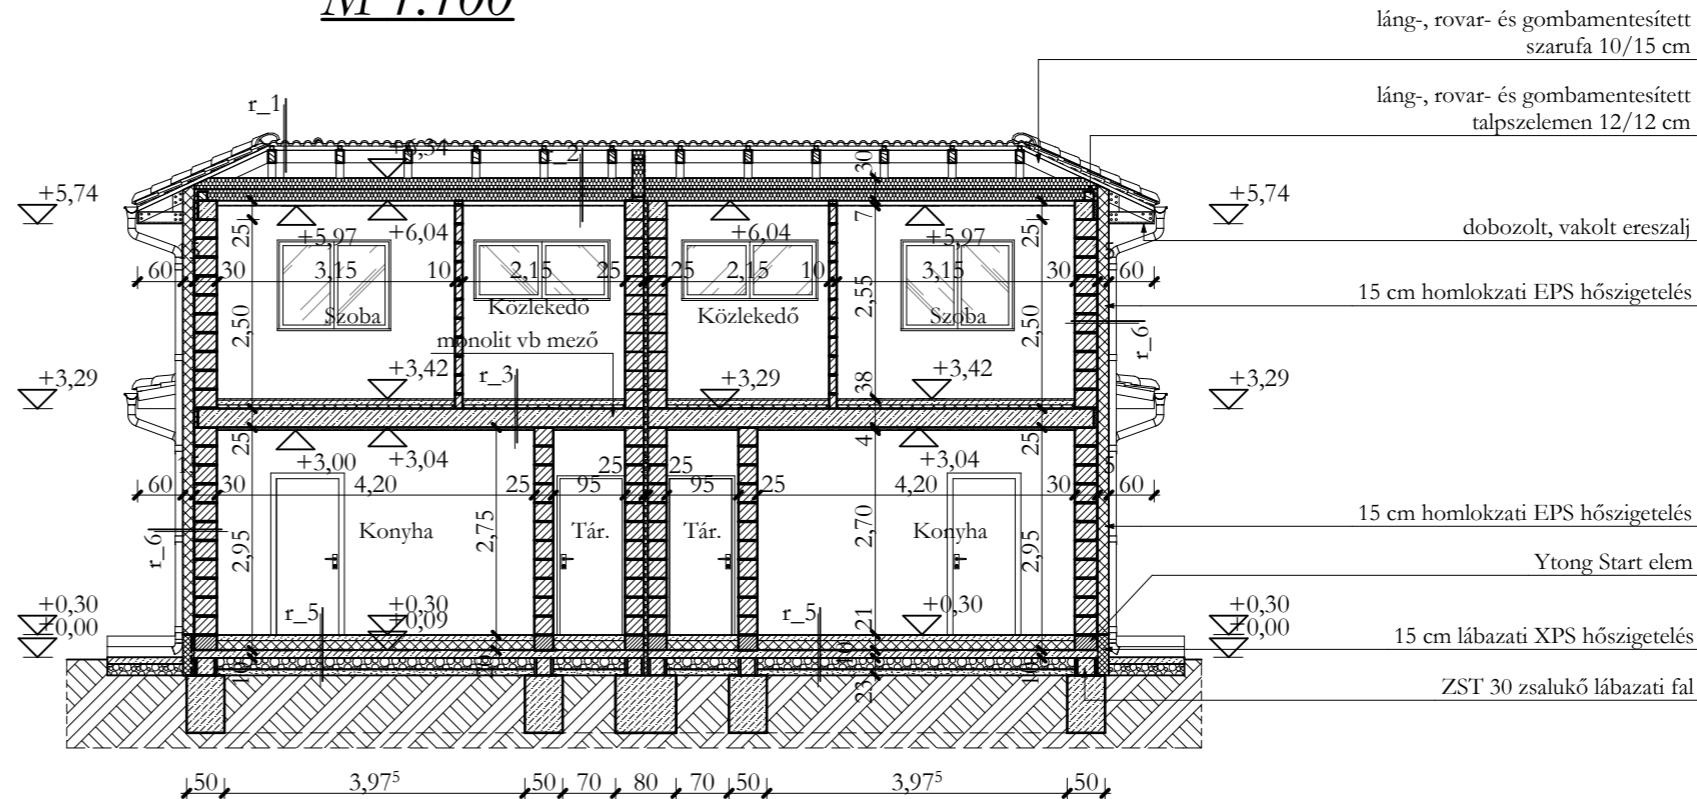 M 1:100
láng-, rovar- és gombamentesített
szarufa 10/15 cm
láng-, rovar- és gombamentesített
talpszelemen 12/12 cm
dobozolt, vakolt ereszalj
15 cm homlokzati EPS hőszigetelés
15 cm homlokzati EPS hőszigetelés
Ytong Start elem
15 cm lábazati XPS hőszigetelés
ZST 30 zsalukő lábazati fal
r_1
r_2
+6,34
30
+5,74
+5,74
7
25
+5,97
+6,04
+6,04
+5,97
25
60 30 3,15 10 2,15 25 25 2,15 10 3,15 30 60
2,55
Szoba
Közlekedő
Közlekedő
Szoba
2,50
2,50
monolit vb mező
r_6
+3,42
r_3
+3,29
38
+3,42
+3,29
+3,29
25
+3,00
+3,04
4
+3,04
25
25 25
60 30 4,20 25 95 95 25 4,20 30 60
Konyha
2,75
Tár.
Tár.
2,70
Konyha
r_6
2,95
2,95
+0,30
+0,00
r_5
+0,30
+0,09
r_5
21
+0,30
+0,30
+0,00
10
10
10
23
50 3,97⁵ 50 70 80 70 50 3,97⁵ 50